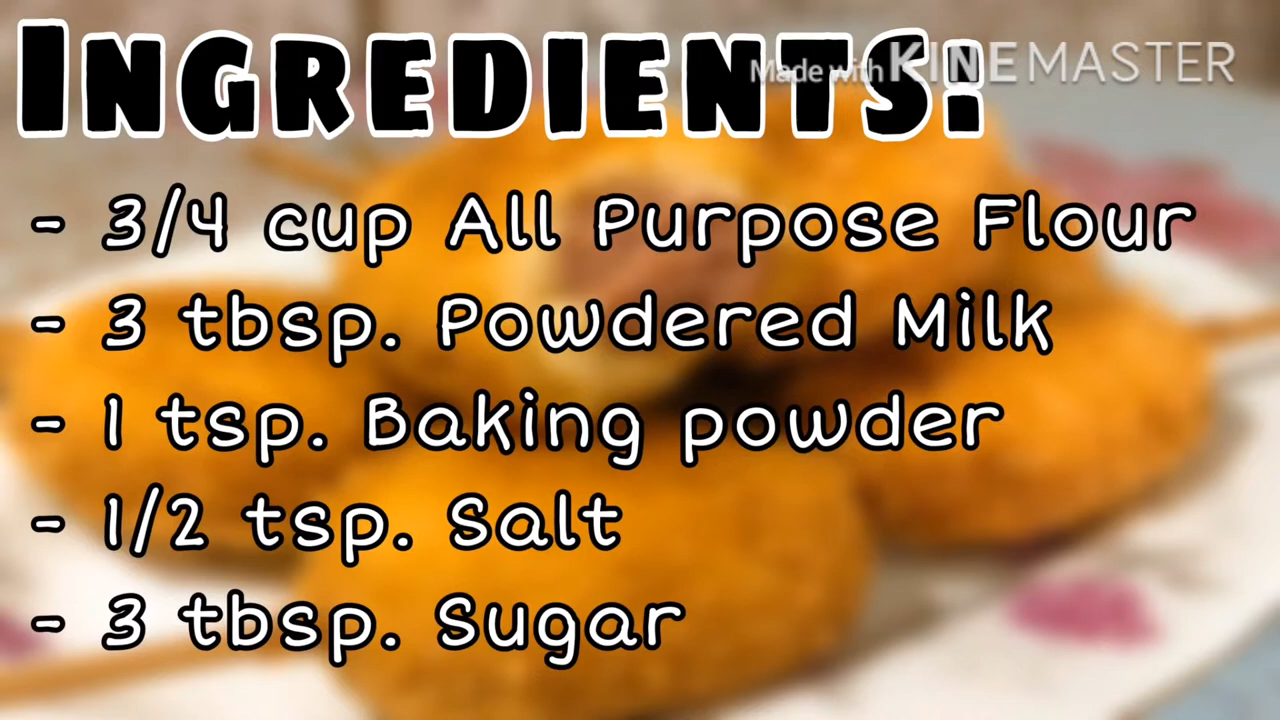 INGREDIENTS:
Made with KINEMASTER
- 3/4 cup All Purpose Flour
- 3 tbsp. Powdered Milk
- 1 tsp. Baking powder
- 1/2 tsp. Salt
- 3 tbsp. Sugar